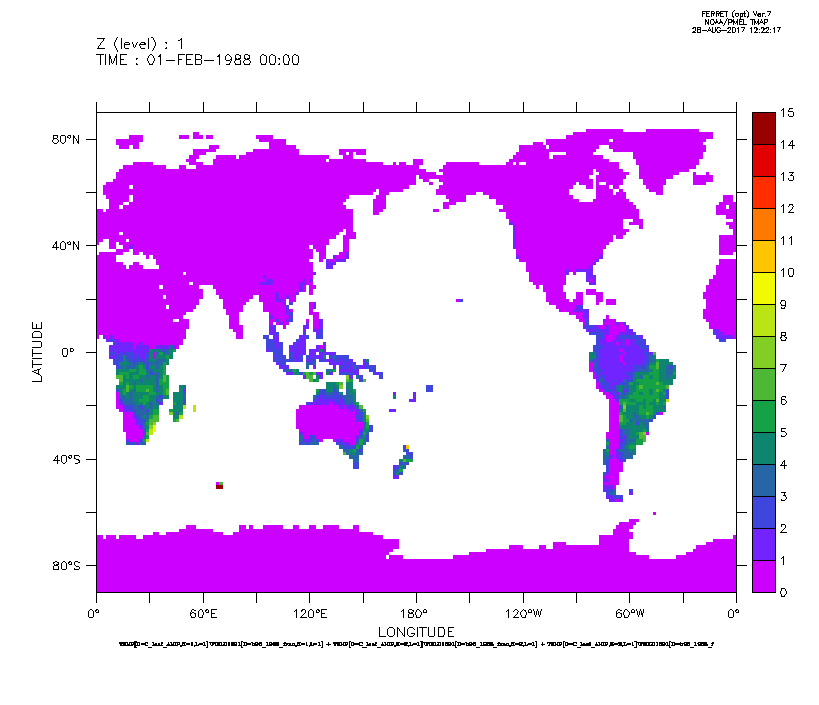 FERRET (opt) Ver.7
NOAA/PMEL TMAP
28-AUG-2017 12:22:17
Z (level) : 1
TIME : 01-FEB-1988 00:00
80°N
40°N
0°
40°S
80°S
LATITUDE
0°
60°E
120°E
180°
120°W
60°W
0°
LONGITUDE
15
14
13
12
11
10
9
8
7
6
5
4
3
2
1
0